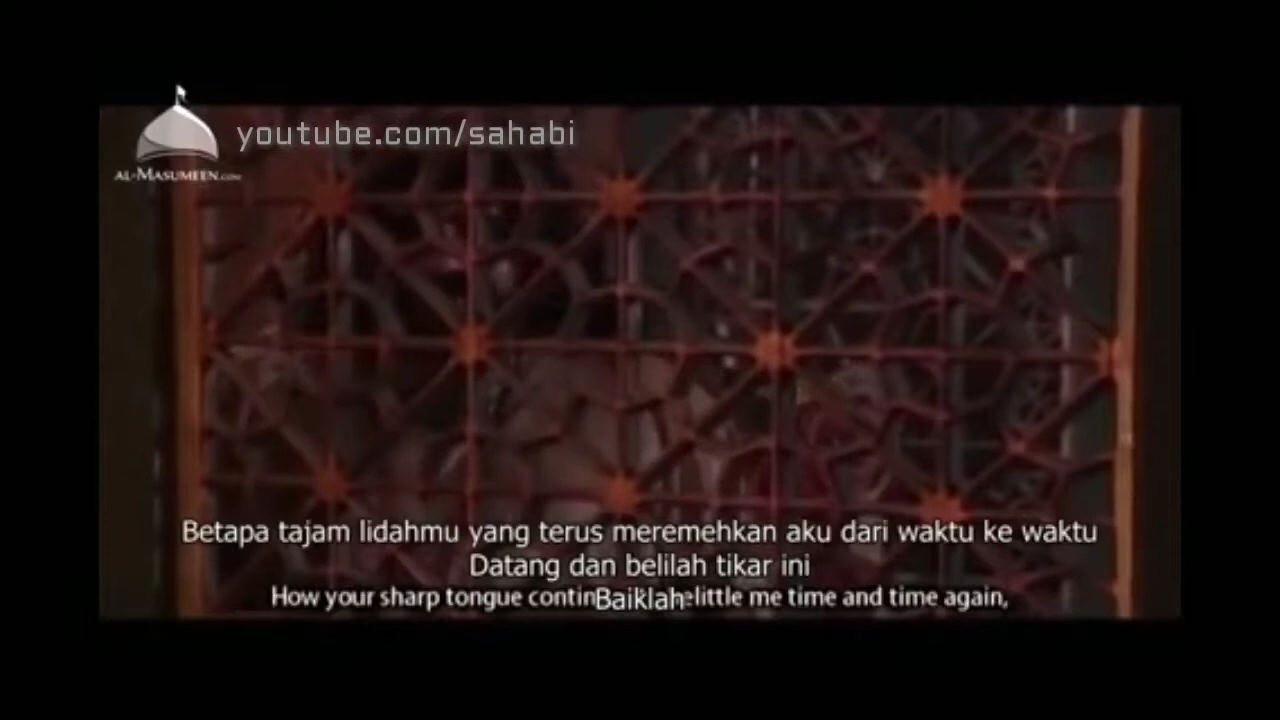 youtube.com/sahabi
AL-MASUMEEN.COM
Betapa tajam lidahmu yang terus meremehkan aku dari waktu ke waktu
Datang dan belilah tikar ini
How your sharp tongue contin
Baiklah
little me time and time again,